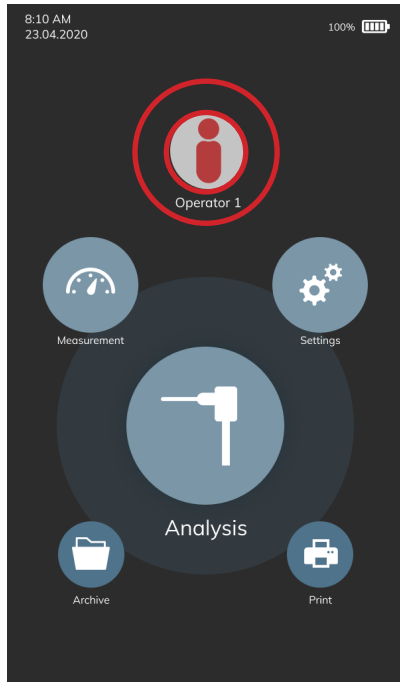 8:10 AM
100%
23.04.2020
Operator 1
Measurement
Settings
Analysis
Archive
Print